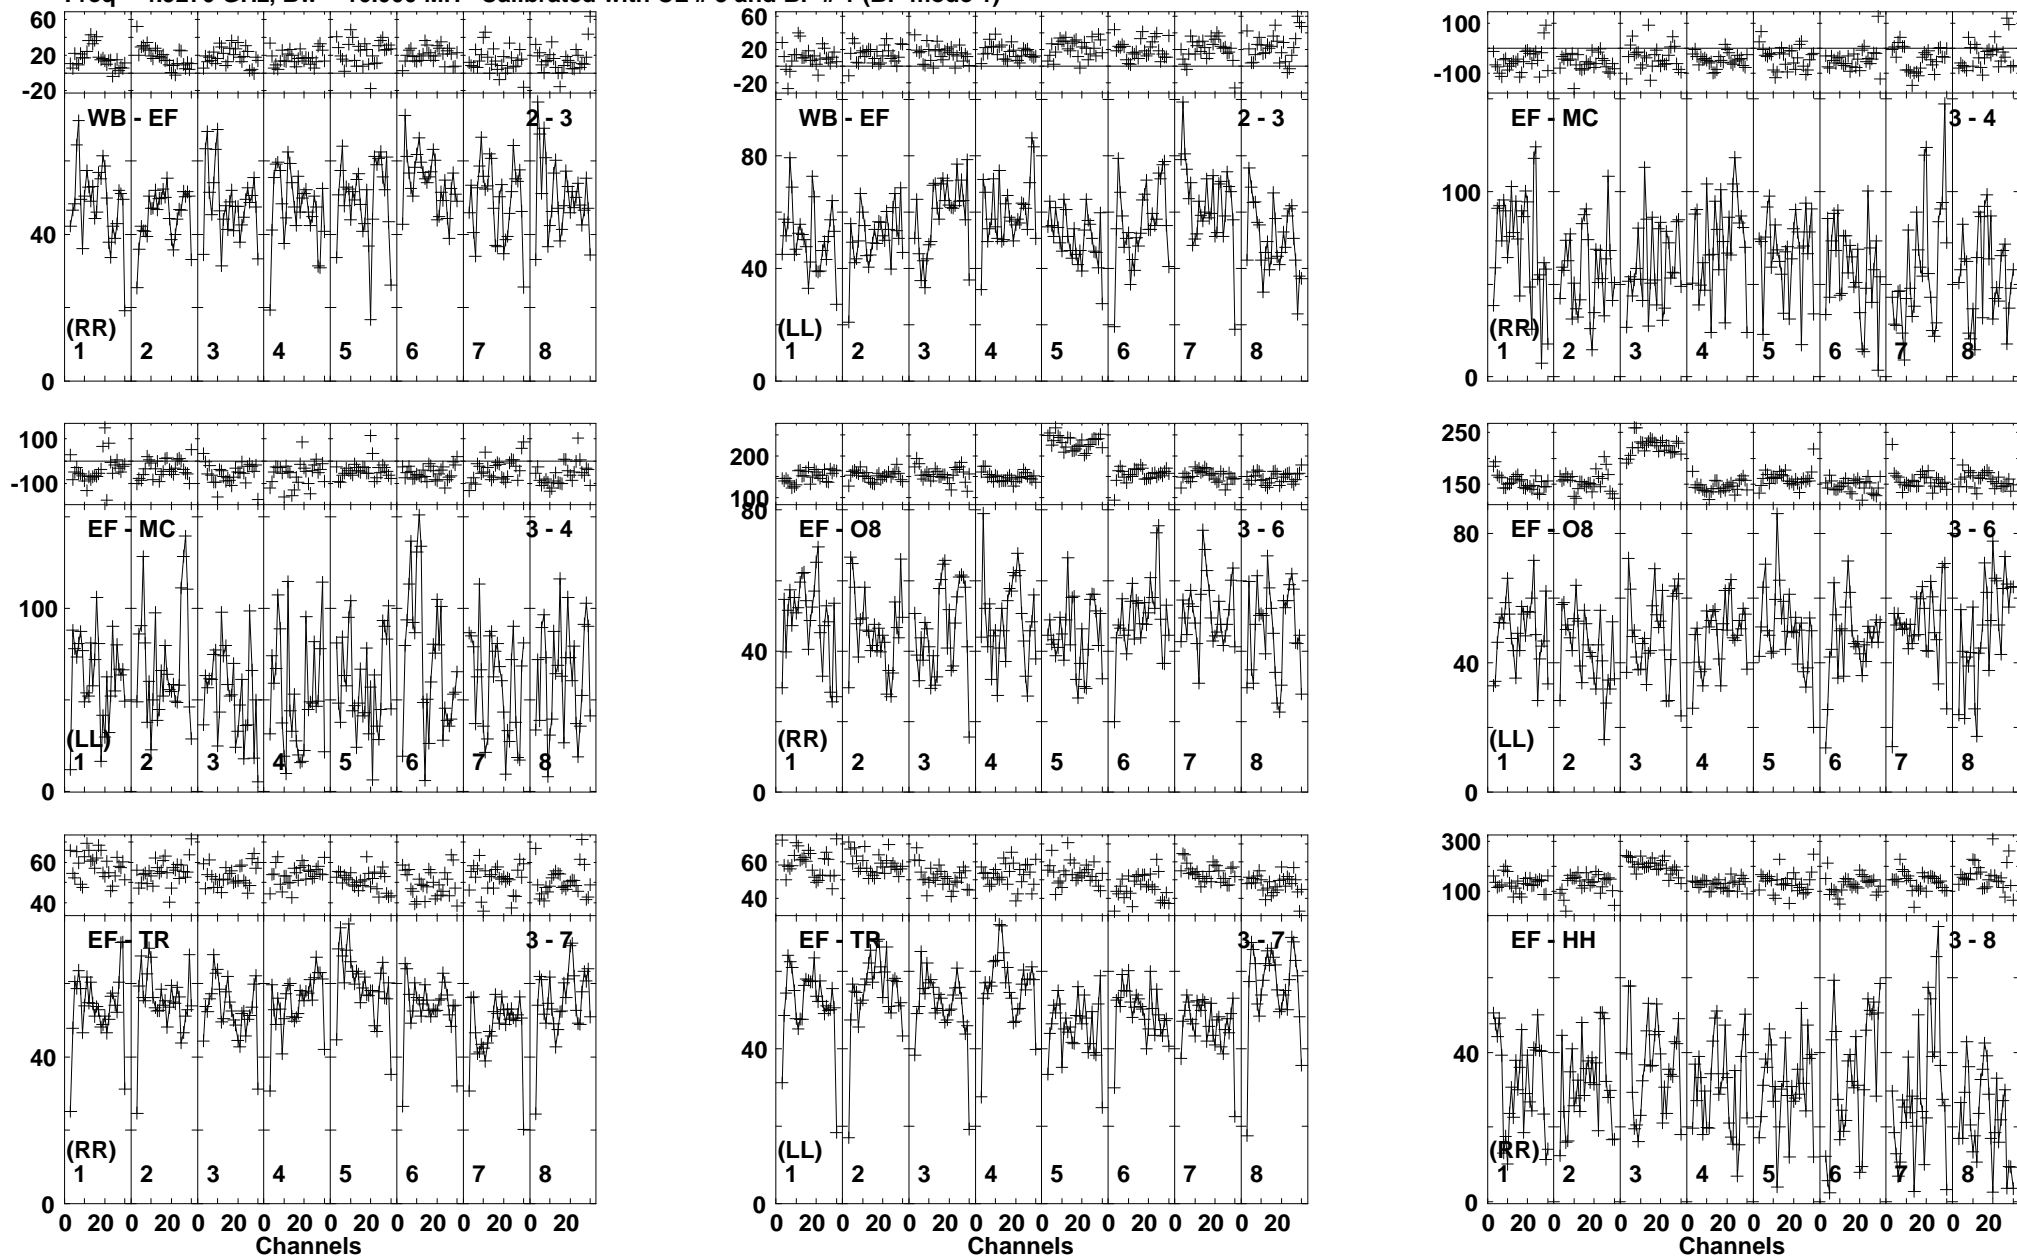 60 20 -20 WB - EF 2 - 3 40 0 (RR) 1 2 3 4 5 6 7 8
60 20 -20 WB - EF 2 - 3 80 40 0 (LL) 1 2 3 4 5 6 7 8
100 -100 EF - MC 3 - 4 100 0 (RR) 1 2 3 4 5 6 7 8
100 -100 EF - MC 3 - 4 100 0 (LL) 1 2 3 4 5 6 7 8
200 100 80 EF - O8 3 - 6 40 0 (RR) 1 2 3 4 5 6 7 8
250 150 80 EF - O8 3 - 6 40 0 (LL) 1 2 3 4 5 6 7 8
60 40 EF - TR 3 - 7 40 0 (RR) 1 2 3 4 5 6 7 8
60 40 EF - TR 3 - 7 40 0 (LL) 1 2 3 4 5 6 7 8
300 100 EF - HH 3 - 8 40 0 (RR) 1 2 3 4 5 6 7 8
0 20 0 20 0 20 0 20 0 20 0 20 0 20 0 20
Channels
0 20 0 20 0 20 0 20 0 20 0 20 0 20 0 20
Channels
0 20 0 20 0 20 0 20 0 20 0 20 0 20 0 20
Channels